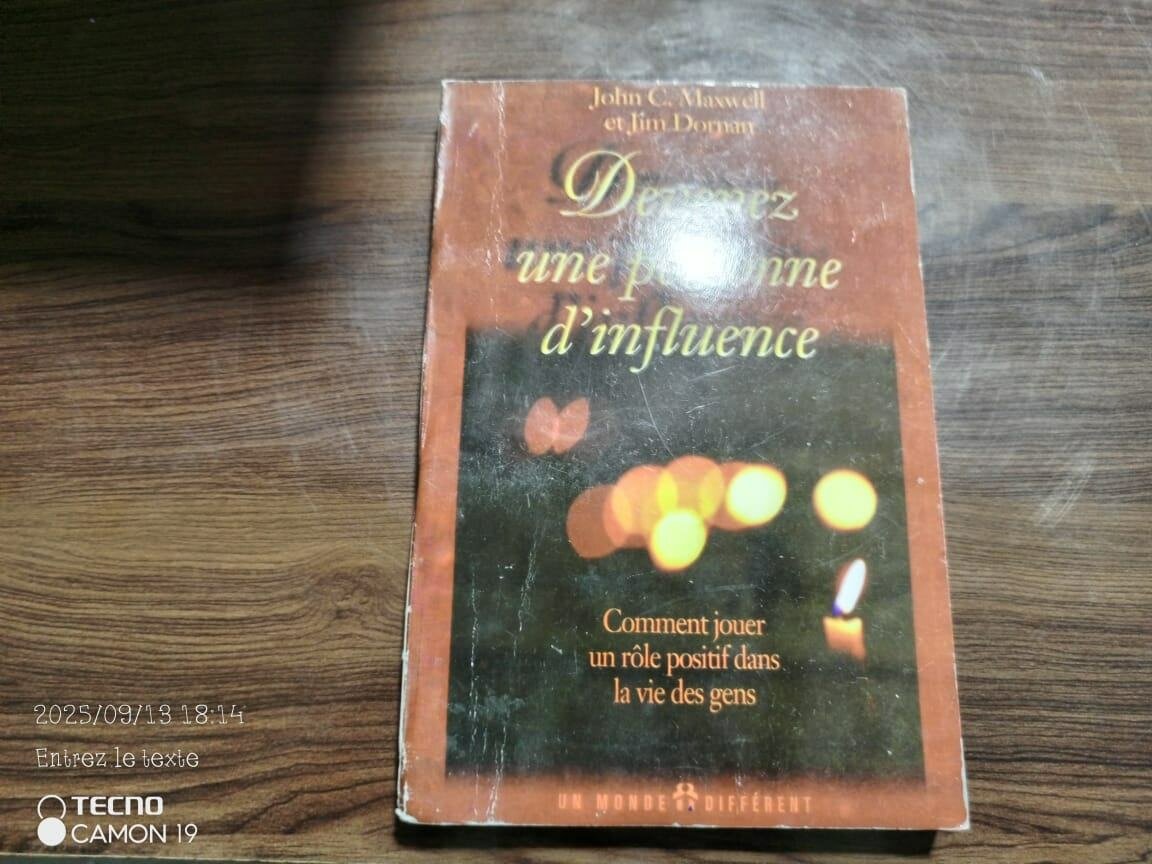 John C. Maxwell
et Jim Dornan
Devenez
une personne
d'influence
Comment jouer
un rôle positif dans
la vie des gens
UN MONDE DIFFÉRENT
2025/09/13 18:14
Entrez le texte
TECNO
CAMON 19